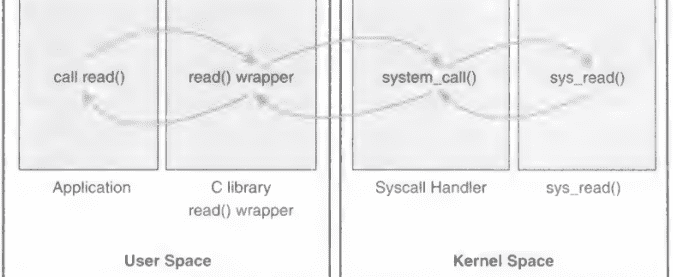 call read() read() wrapper system_call() sys_read()
Application C library Syscall Handler sys_read()
read() wrapper
User Space Kernel Space